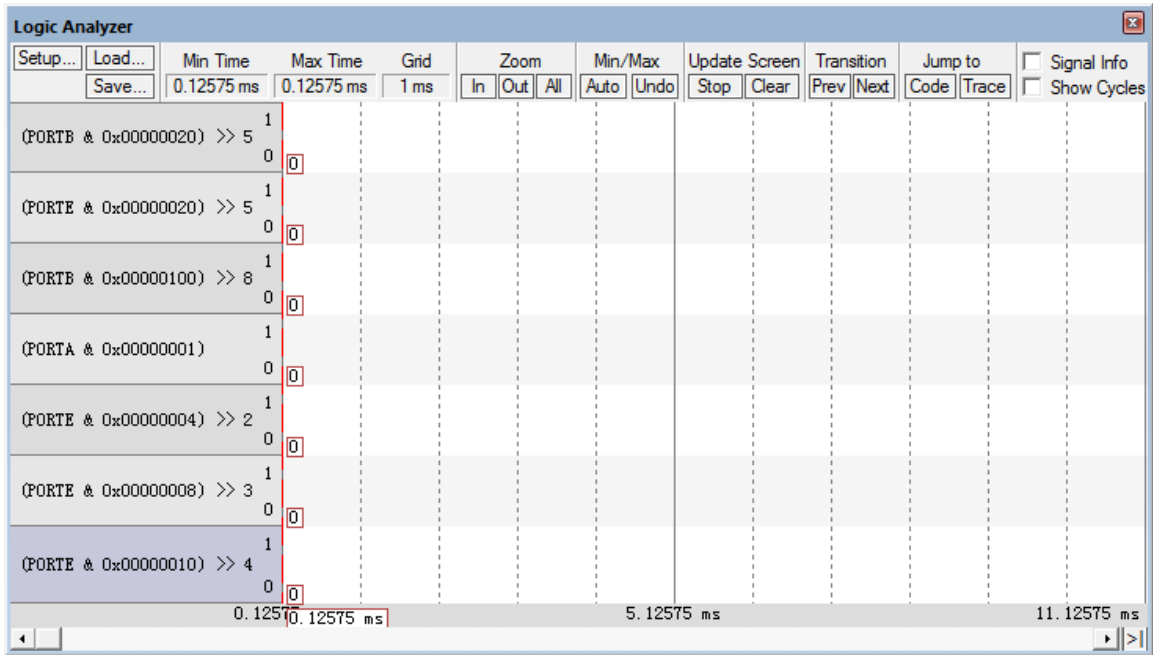 Logic Analyzer
Setup... Load... Min Time Max Time Grid Zoom Min/Max Update Screen Transition Jump to Signal Info
Save... 0.12575 ms 0.12575 ms 1 ms In Out All Auto Undo Stop Clear Prev Next Code Trace Show Cycles
1
(PORTB & 0x00000020) >> 5
0 0
1
(PORTE & 0x00000020) >> 5
0 0
1
(PORTB & 0x00000100) >> 8
0 0
1
(PORTA & 0x00000001)
0 0
1
(PORTE & 0x00000004) >> 2
0 0
1
(PORTE & 0x00000008) >> 3
0 0
1
(PORTE & 0x00000010) >> 4
0 0
0.1257 0.12575 ms 5.12575 ms 11.12575 ms
>|